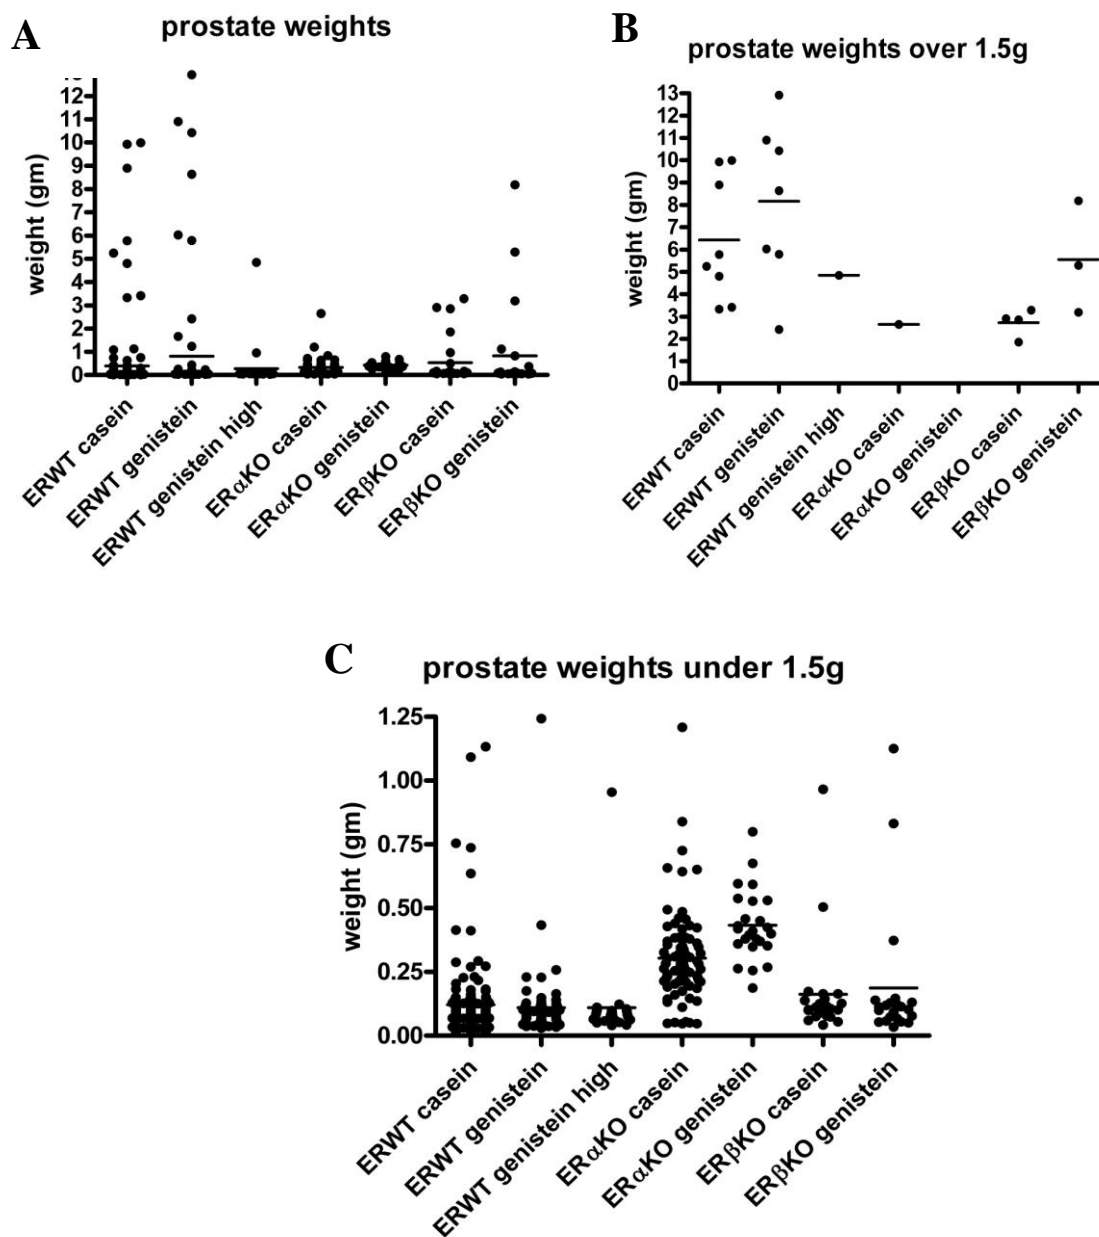 A
prostate weights
weight (gm)
12
11
10
9
8
7
6
5
4
3
2
1
0
ERWT casein
ERWT genistein
ERWT genistein high
ERαKO casein
ERαKO genistein
ERβKO casein
ERβKO genistein
B
prostate weights over 1.5g
weight (gm)
13
12
11
10
9
8
7
6
5
4
3
2
1
0
ERWT casein
ERWT genistein
ERWT genistein high
ERαKO casein
ERαKO genistein
ERβKO casein
ERβKO genistein
C
prostate weights under 1.5g
weight (gm)
1.25
1.00
0.75
0.50
0.25
0.00
ERWT casein
ERWT genistein
ERWT genistein high
ERαKO casein
ERαKO genistein
ERβKO casein
ERβKO genistein